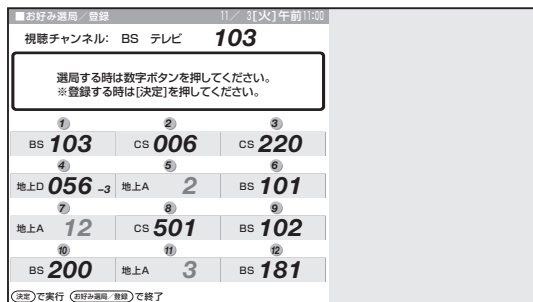 ■お好み選局／登録 11／ 3[火]午前11:00
視聴チャンネル: BS テレビ 103
選局する時は数字ボタンを押してください。
※登録する時は[決定]を押してください。
① ② ③
BS 103 CS 006 CS 220
④ ⑤ ⑥
地上D 056 -3 地上A 2 BS 101
⑦ ⑧ ⑨
地上A 12 CS 501 BS 102
⑩ ⑪ ⑫
BS 200 地上A 3 BS 181
決定で実行 お好み選局／登録で終了